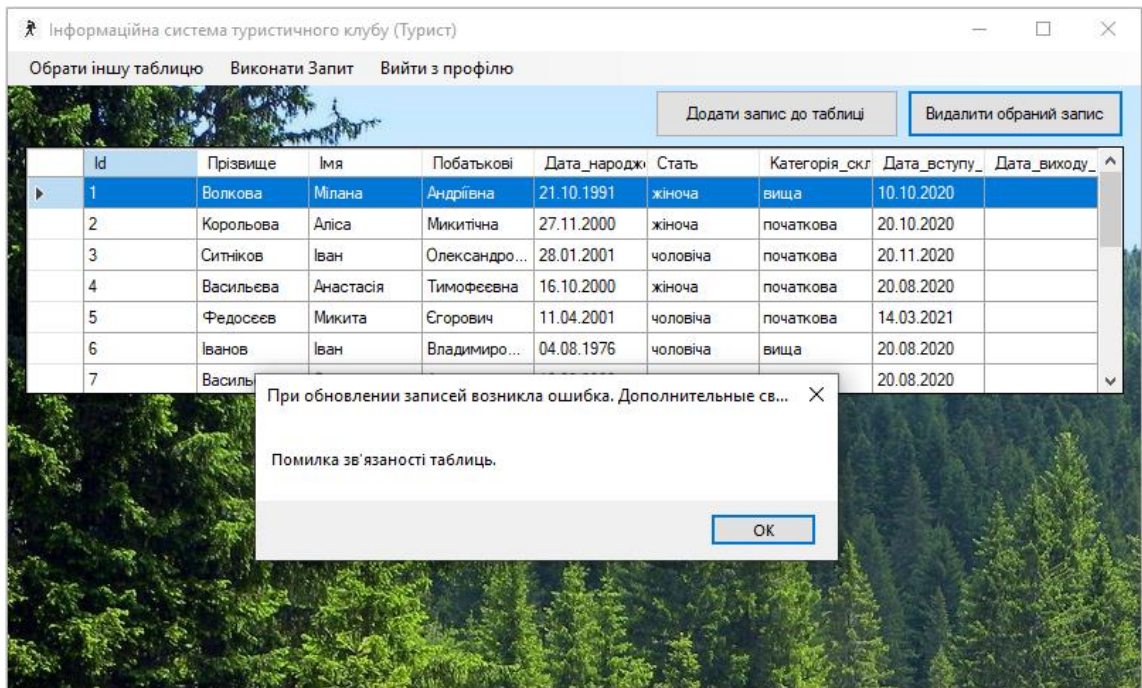 Інформаційна система туристичного клубу (Турист)
Обрати іншу таблицю Виконати Запит Вийти з профілю
Додати запис до таблиці Видалити обраний запис
Id Прізвище Імя Побатькові Дата_народж Стать Категорія_скл Дата_вступу_ Дата_виходу_
1 Волкова Мілана Андріївна 21.10.1991 жіноча вища 10.10.2020
2 Корольова Аліса Микитічна 27.11.2000 жіноча початкова 20.10.2020
3 Ситніков Іван Олександро... 28.01.2001 чоловіча початкова 20.11.2020
4 Васильєва Анастасія Тимофєєвна 16.10.2000 жіноча початкова 20.08.2020
5 Федосєєв Микита Єгорович 11.04.2001 чоловіча початкова 14.03.2021
6 Іванов Іван Владимиро... 04.08.1976 чоловіча вища 20.08.2020
7 Василь 20.08.2020
При обновлении записей возникла ошибка. Дополнительные св...
Помилка зв'язаності таблиць.
OK